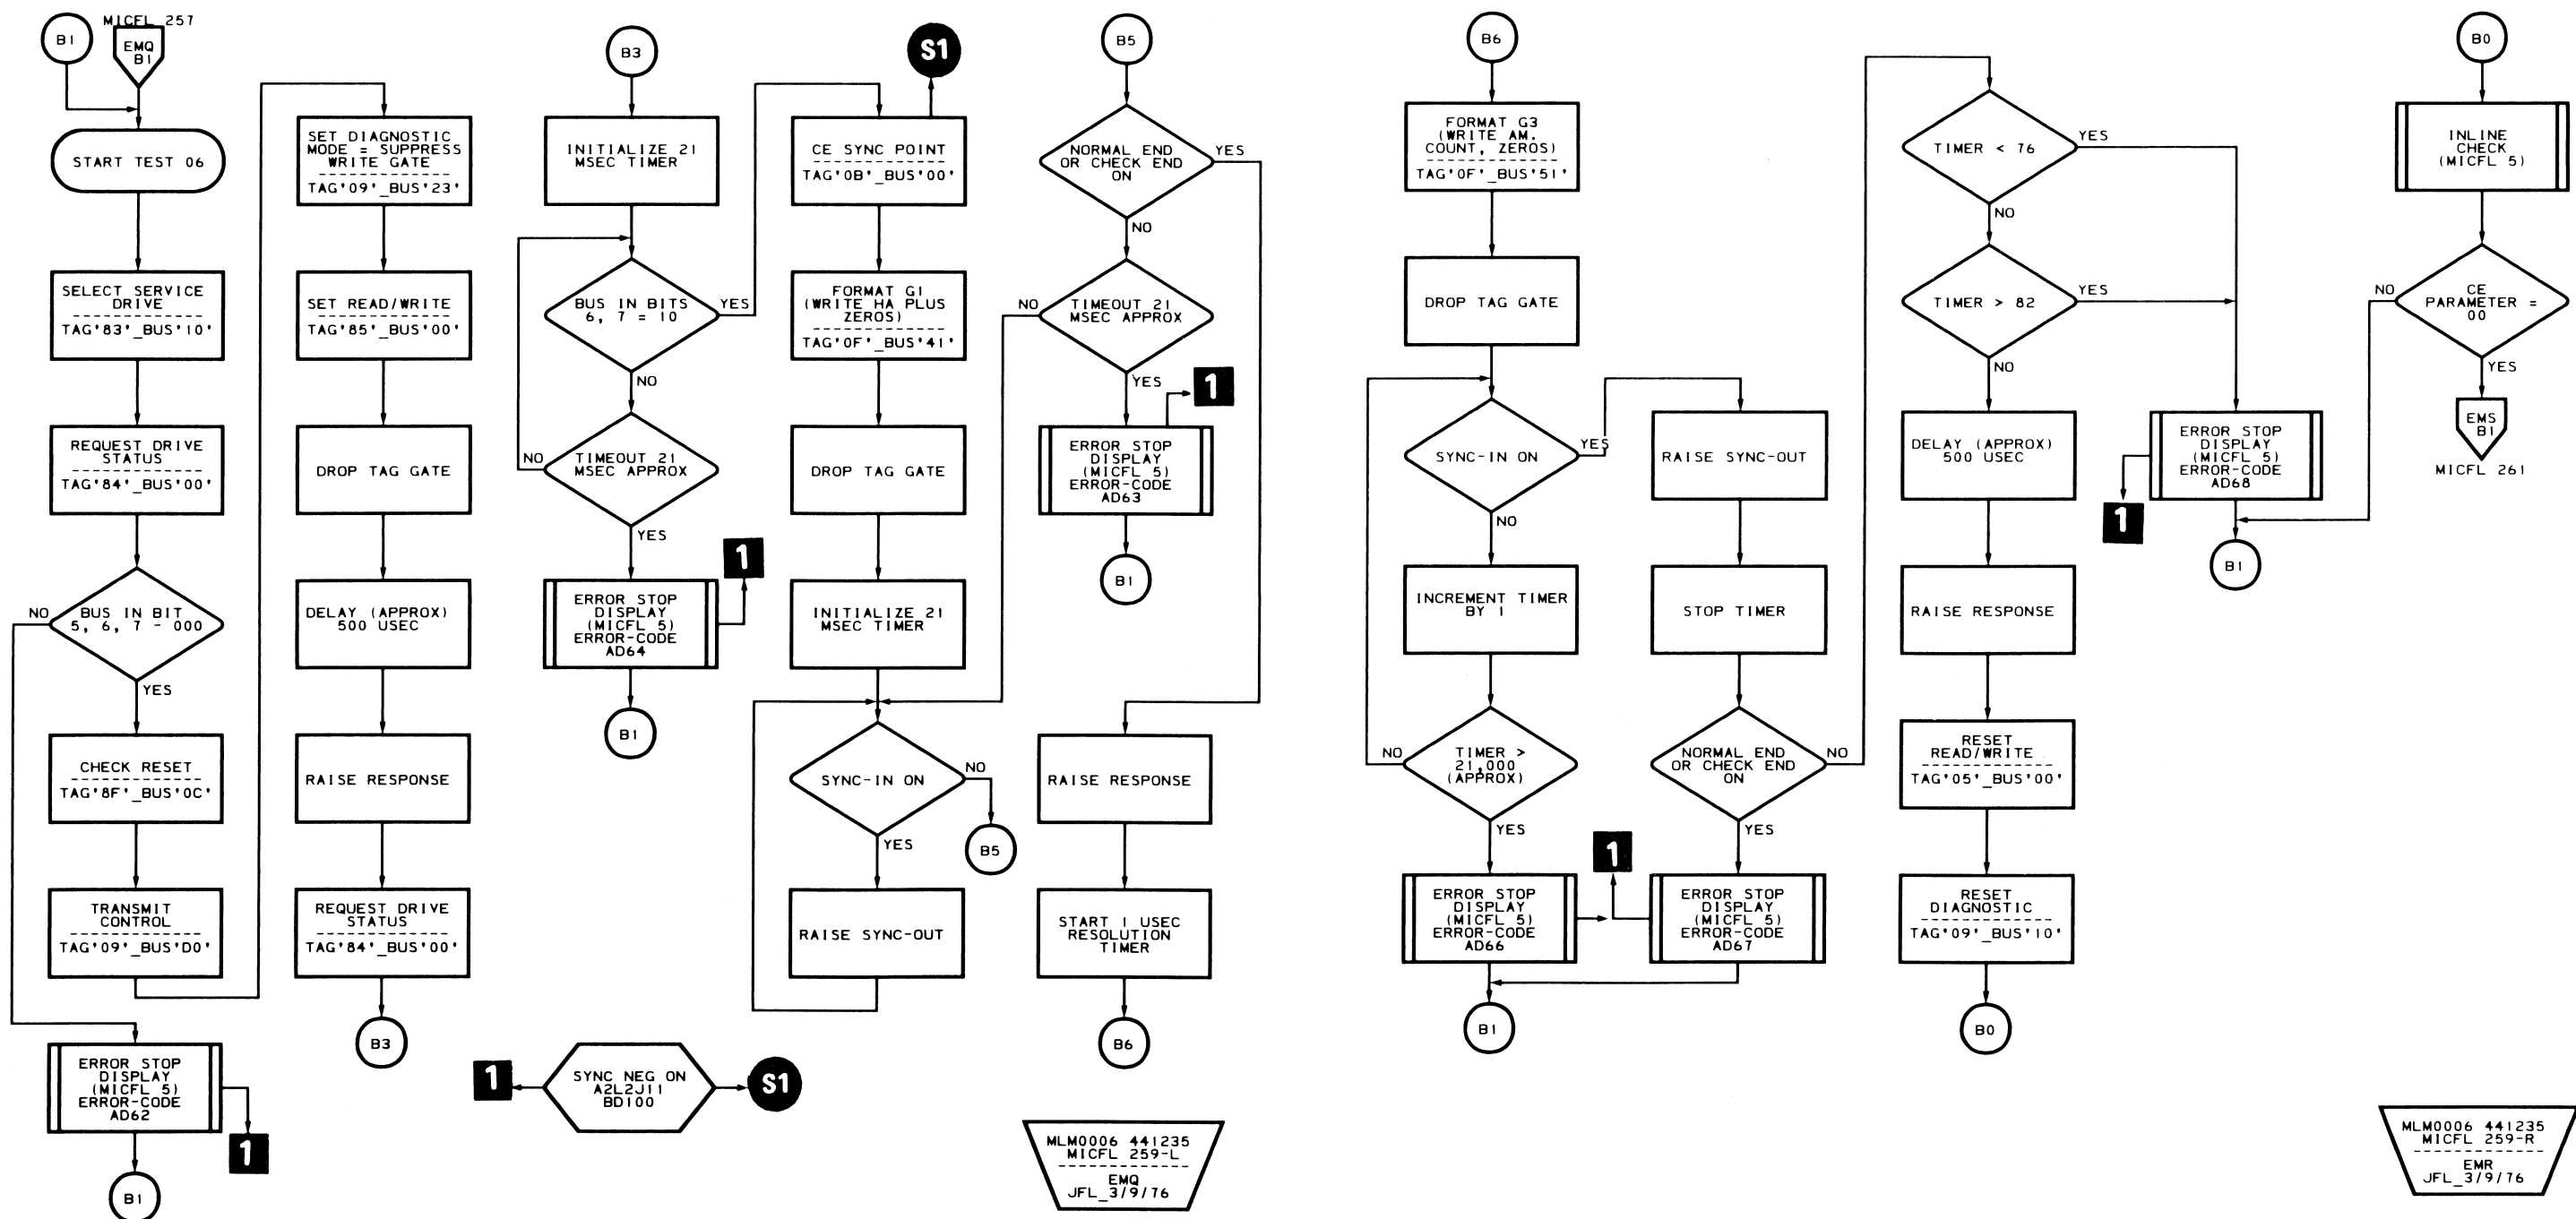 B1
MICFL 257
EMQ
B1
START TEST 06
SELECT SERVICE
DRIVE
TAG'83'_BUS'10'
REQUEST DRIVE
STATUS
TAG'84'_BUS'00'
NO
BUS IN BIT
5, 6, 7 - 000
YES
CHECK RESET
TAG'8F'_BUS'0C'
TRANSMIT
CONTROL
TAG'09'_BUS'D0'
ERROR STOP
DISPLAY
(MICFL 5)
ERROR-CODE
AD62
1
B1
SET DIAGNOSTIC
MODE = SUPPRESS
WRITE GATE
TAG'09'_BUS'23'
SET READ/WRITE
TAG'85'_BUS'00'
DROP TAG GATE
DELAY (APPROX)
500 USEC
RAISE RESPONSE
REQUEST DRIVE
STATUS
TAG'84'_BUS'00'
B3
B3
INITIALIZE 21
MSEC TIMER
BUS IN BITS
6, 7 = 10
YES
NO
NO
TIMEOUT 21
MSEC APPROX
YES
1
ERROR STOP
DISPLAY
(MICFL 5)
ERROR-CODE
AD64
B1
1
SYNC NEG ON
A2L2J11
BD100
S1
S1
CE SYNC POINT
TAG'0B'_BUS'00'
FORMAT G1
(WRITE HA PLUS
ZEROS)
TAG'0F'_BUS'41'
DROP TAG GATE
INITIALIZE 21
MSEC TIMER
SYNC-IN ON
NO
YES
B5
RAISE SYNC-OUT
B5
NORMAL END
OR CHECK END
ON
YES
NO
NO
TIMEOUT 21
MSEC APPROX
YES
1
ERROR STOP
DISPLAY
(MICFL 5)
ERROR-CODE
AD63
B1
RAISE RESPONSE
START 1 USEC
RESOLUTION
TIMER
B6
MLM0006 441235
MICFL 259-L
EMQ
JFL_3/9/76
B6
FORMAT G3
(WRITE AM.
COUNT, ZEROS)
TAG'0F'_BUS'51'
DROP TAG GATE
SYNC-IN ON
YES
NO
INCREMENT TIMER
BY 1
NO
TIMER >
21,000
(APPROX)
YES
ERROR STOP
DISPLAY
(MICFL 5)
ERROR-CODE
AD66
B1
RAISE SYNC-OUT
STOP TIMER
NORMAL END
OR CHECK END
ON
NO
YES
1
ERROR STOP
DISPLAY
(MICFL 5)
ERROR-CODE
AD67
TIMER < 76
YES
NO
TIMER > 82
YES
NO
DELAY (APPROX)
500 USEC
RAISE RESPONSE
RESET
READ/WRITE
TAG'05'_BUS'00'
RESET
DIAGNOSTIC
TAG'09'_BUS'10'
B0
ERROR STOP
DISPLAY
(MICFL 5)
ERROR-CODE
AD68
1
B1
B0
INLINE
CHECK
(MICFL 5)
NO
CE
PARAMETER =
00
YES
EMS
B1
MICFL 261
MLM0006 441235
MICFL 259-R
EMR
JFL_3/9/76